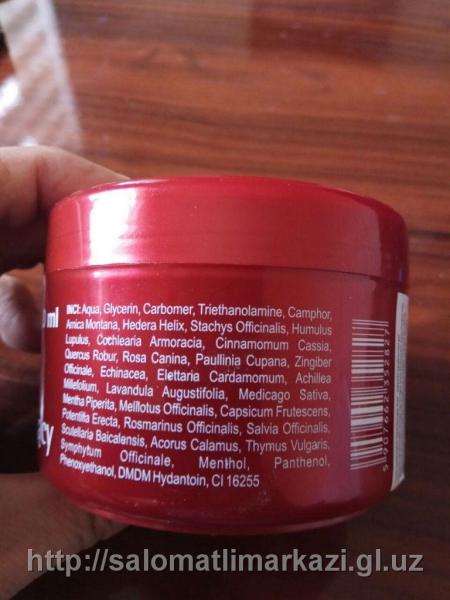 ml
INCI: Aqua, Glycerin, Carbomer, Triethanolamine, Camphor,
Arnica Montana, Hedera Helix, Stachys Officinalis, Humulus
Lupulus, Cochlearia Armoracia, Cinnamomum Cassia,
Quercus Robur, Rosa Canina, Paullinia Cupana, Zingiber
Officinale, Echinacea, Elettaria Cardamomum, Achillea
Millefolium, Lavandula Augustifolia, Medicago Sativa,
Mentha Piperita, Melilotus Officinalis, Capsicum Frutescens,
Potentilla Erecta, Rosmarinus Officinalis, Salvia Officinalis,
Scutellaria Baicalensis, Acorus Calamus, Thymus Vulgaris,
Symphytum Officinale, Menthol, Panthenol,
Phenoxyethanol, DMDM Hydantoin, CI 16255
acy
5907662352827
http://salomatlimarkazi.gl.uz